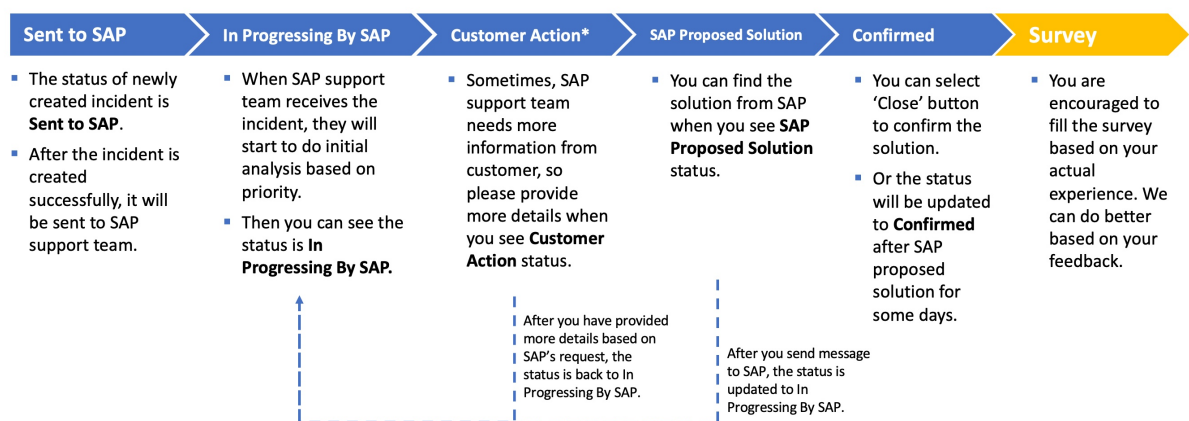 Sent to SAP
In Progressing By SAP
Customer Action*
SAP Proposed Solution
Confirmed
Survey
▪ The status of newly
created incident is
Sent to SAP.
▪ After the incident is
created
successfully, it will
be sent to SAP
support team.
▪ When SAP support
team receives the
incident, they will
start to do initial
analysis based on
priority.
▪ Then you can see the
status is In
Progressing By SAP.
▪ Sometimes, SAP
support team
needs more
information from
customer, so
please provide
more details when
you see Customer
Action status.
▪ You can find the
solution from SAP
when you see SAP
Proposed Solution
status.
▪ You can select
‘Close’ button
to confirm the
solution.
▪ Or the status
will be updated
to Confirmed
after SAP
proposed
solution for
some days.
▪ You are
encouraged to
fill the survey
based on your
actual
experience. We
can do better
based on your
feedback.
After you have provided
more details based on
SAP’s request, the
status is back to In
Progressing By SAP.
After you send message
to SAP, the status is
updated to In
Progressing By SAP.